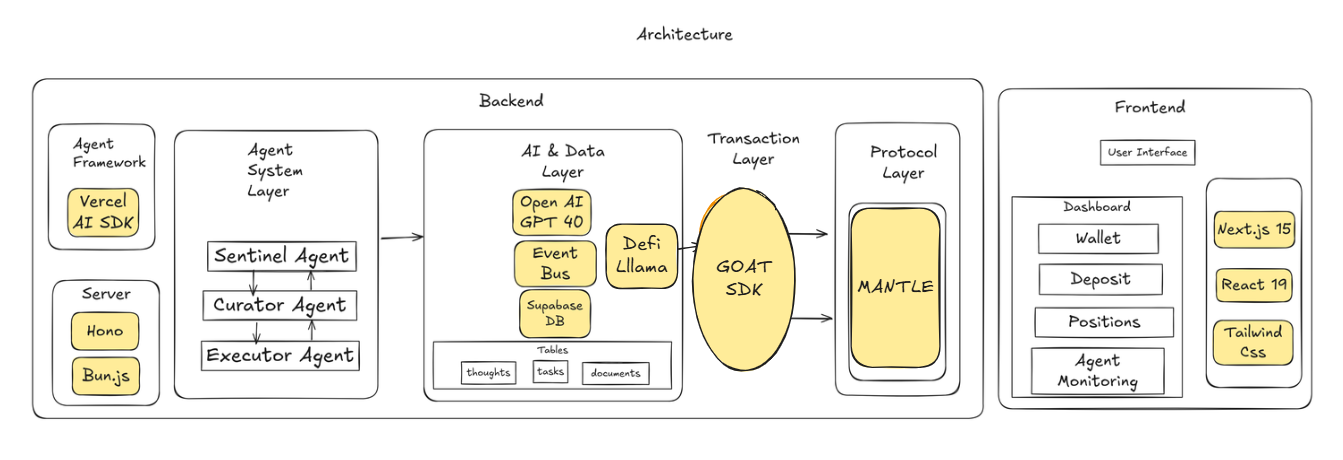 Architecture
Backend
Agent
Framework
Vercel
AI SDK
Server
Hono
Bun.js
Agent
System
Layer
Sentinel Agent
Curator Agent
Executor Agent
AI & Data
Layer
Open AI
GPT 40
Event
Bus
Supabase
DB
Defi
Lllama
Tables
thoughts
tasks
documents
Transaction
Layer
GOAT
SDK
Protocol
Layer
MANTLE
Frontend
User Interface
Dashboard
Wallet
Deposit
Positions
Agent
Monitoring
Next.js 15
React 19
Tailwind
Css